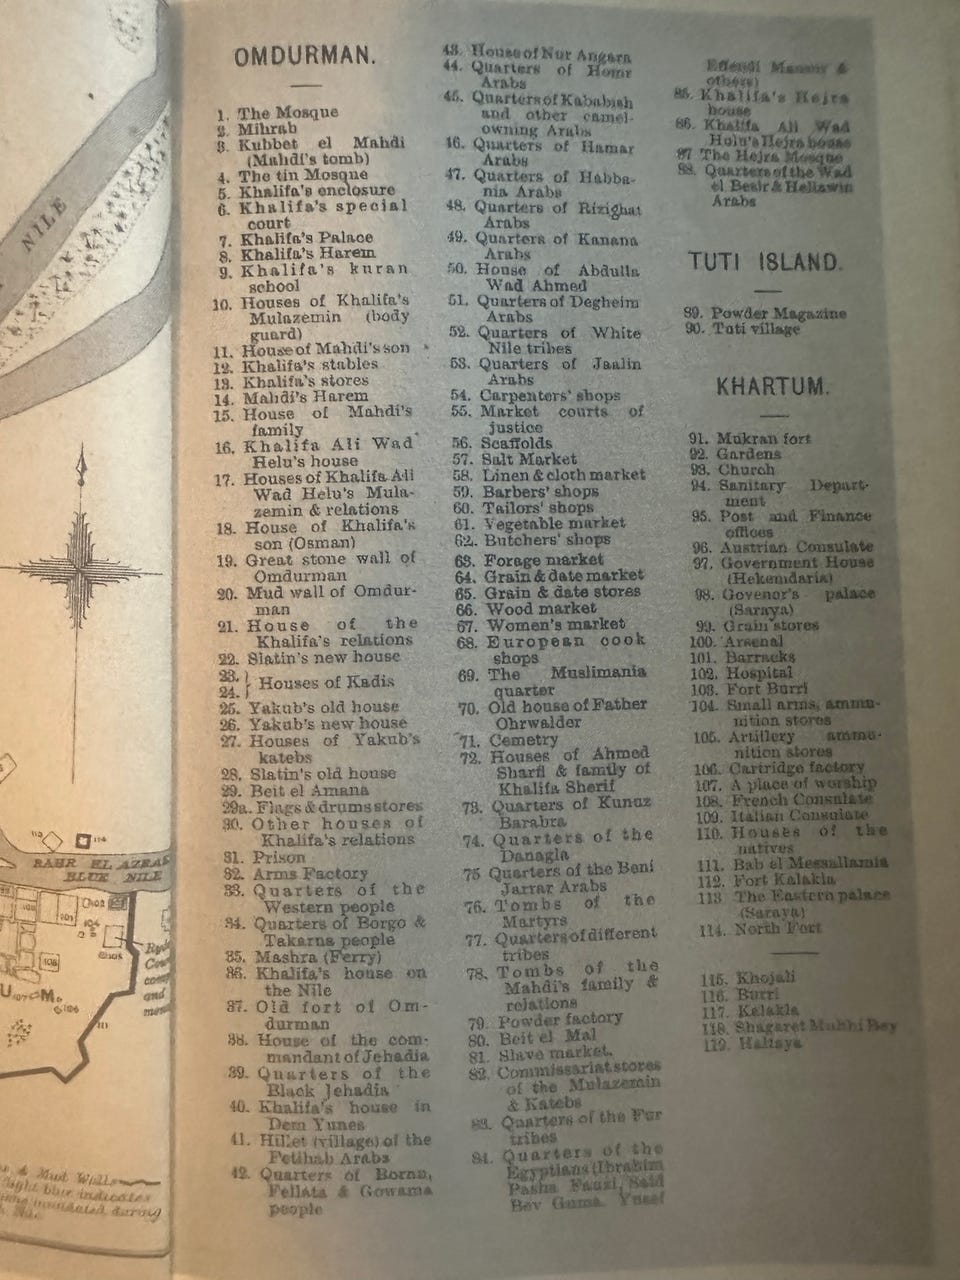 OMDURMAN.
1. The Mosque
2. Mihrab
3. Kubbet el Mahdi
(Mahdi's tomb)
4. The tin Mosque
5. Khalifa's enclosure
6. Khalifa's special
court
7. Khalifa's Palace
8. Khalifa's Harem
9. Khalifa's kuran
school
10. Houses of Khalifa's
Mulazemin (body
guard)
11. House of Mahdi's son
12. Khalifa's stables
13. Khalifa's stores
14. Mahdi's Harem
15. House of Mahdi's
family
16. Khalifa Ali Wad
Helu's house
17. Houses of Khalifa Ali
Wad Helu's Mula-
zemin & relations
18. House of Khalifa's
son (Osman)
19. Great stone wall of
Omdurman
20. Mud wall of Omdur-
man
21. House of the
Khalifa's relations
22. Slatin's new house
23. }
24. } Houses of Kadis
25. Yakub's old house
26. Yakub's new house
27. Houses of Yakub's
katebs
28. Slatin's old house
29. Beit el Amana
29a. Flags & drums stores
30. Other houses of
Khalifa's relations
31. Prison
32. Arms Factory
33. Quarters of the
Western people
34. Quarters of Borgo &
Takarna people
35. Mashra (Ferry)
36. Khalifa's house on
the Nile
37. Old fort of Om-
durman
38. House of the com-
mandant of Jehadia
39. Quarters of the
Black Jehadia
40. Khalifa's house in
Dem Yunes
41. Hillet (village) of the
Fetihab Arabs
42. Quarters of Bornu,
Fellata & Gowama
people
43. House of Nur Angara
44. Quarters of Homr
Arabs
45. Quarters of Kababish
and other camel-
owning Arabs
46. Quarters of Hamar
Arabs
47. Quarters of Habba-
nia Arabs
48. Quarters of Rizighat
Arabs
49. Quarters of Kanana
Arabs
50. House of Abdulla
Wad Ahmed
51. Quarters of Degheim
Arabs
52. Quarters of White
Nile tribes
53. Quarters of Jaalin
Arabs
54. Carpenters' shops
55. Market courts of
justice
56. Scaffolds
57. Salt Market
58. Linen & cloth market
59. Barbers' shops
60. Tailors' shops
61. Vegetable market
62. Butchers' shops
63. Forage market
64. Grain & date market
65. Grain & date stores
66. Wood market
67. Women's market
68. European cook
shops
69. The Muslimania
quarter
70. Old house of Father
Ohrwalder
71. Cemetry
72. Houses of Ahmed
Sharfi & family of
Khalifa Sherif
73. Quarters of Kunuz
Barabra
74. Quarters of the
Danagla
75 Quarters of the Beni
Jarrar Arabs
76. Tombs of the
Martyrs
77. Quarters of different
tribes
78. Tombs of the
Mahdi's family &
relations
79. Powder factory
80. Beit el Mal
81. Slave market.
82. Commissariat stores
of the Mulazemin
& Katebs
83. Quarters of the Fur
tribes
84. Quarters of the
Egyptians (Ibrahim
Pasha Fauzi, Said
Bey Guma, Yusef
Effendi Mansur &
others)
85. Khalifa's Hejra
house
86. Khalifa Ali Wad
Holu's Hejra house
87 The Hejra Mosque
88. Quarters of the Wad
el Besir & Hellawin
Arabs
TUTI ISLAND.
89. Powder Magazine
90. Tuti village
KHARTUM.
91. Mukran fort
92. Gardens
93. Church
94. Sanitary Depart-
ment
95. Post and Finance
offices
96. Austrian Consulate
97. Government House
(Hekemdaria)
98. Govenor's palace
(Saraya)
99. Grain stores
100. Arsenal
101. Barracks
102. Hospital
103. Fort Burri
104. Small arms, ammu-
nition stores
105. Artillery ammu-
nition stores
106. Cartridge factory
107. A place of worship
108. French Consulate
109. Italian Consulate
110. Houses of the
natives
111. Bab el Messallamia
112. Fort Kalakla
113 The Eastern palace
(Saraya)
114. North Fort
115. Khojali
116. Burri
117. Kalakla
118. Shagaret Muhhi Bey
119. Halfaya
NILE
BAHR EL AZRAK
BLUE NILE
& Mud Walls
light blue indicates
inundated during